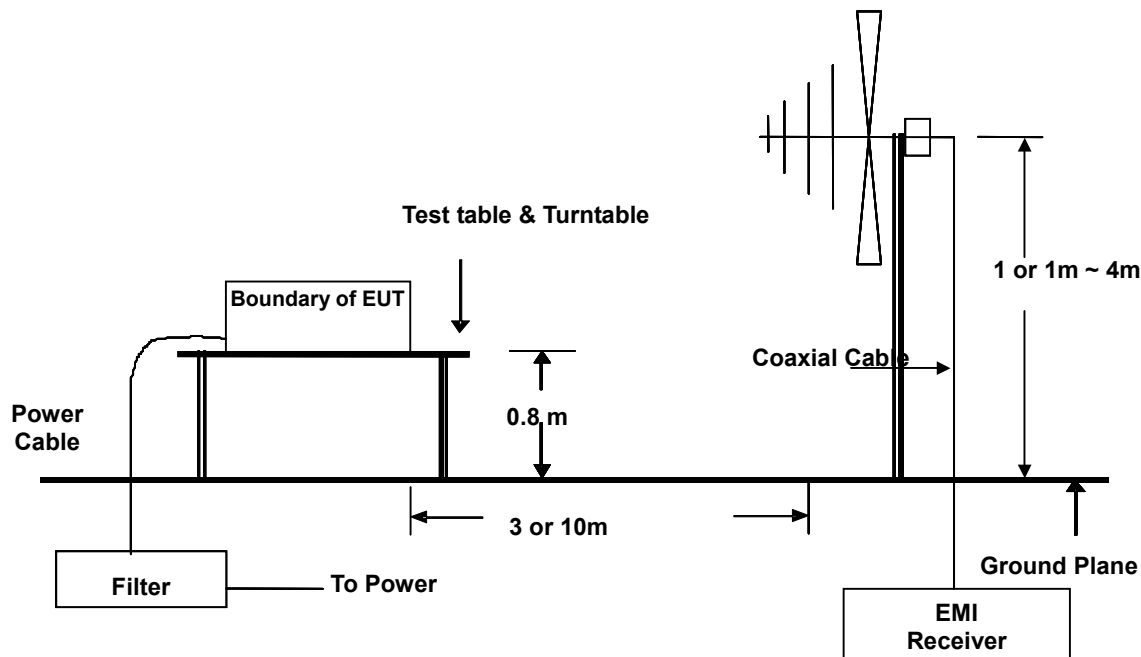 Test table & Turntable
Boundary of EUT
1 or 1m ~ 4m
Coaxial Cable
Power
Cable
0.8 m
3 or 10m
Ground Plane
Filter
To Power
EMI
Receiver